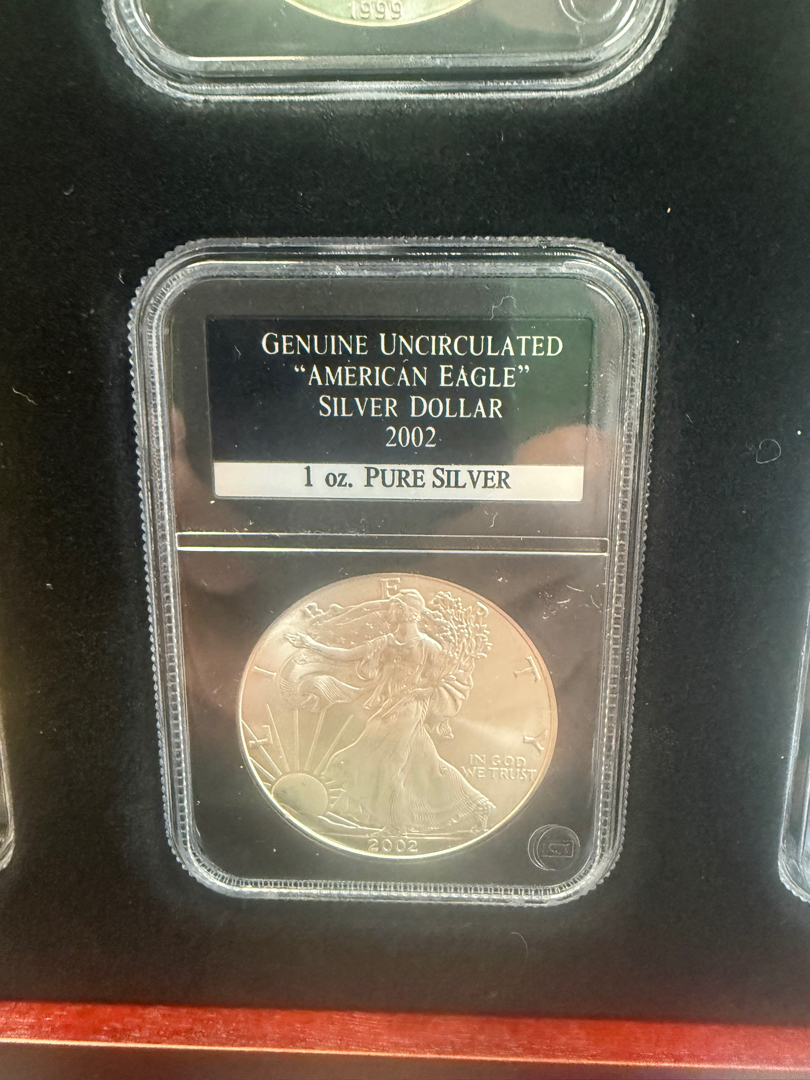 1999
GENUINE UNCIRCULATED
“AMERICAN EAGLE”
SILVER DOLLAR
2002
1 oz. PURE SILVER
LIBERTY
IN GOD
WE TRUST
2002